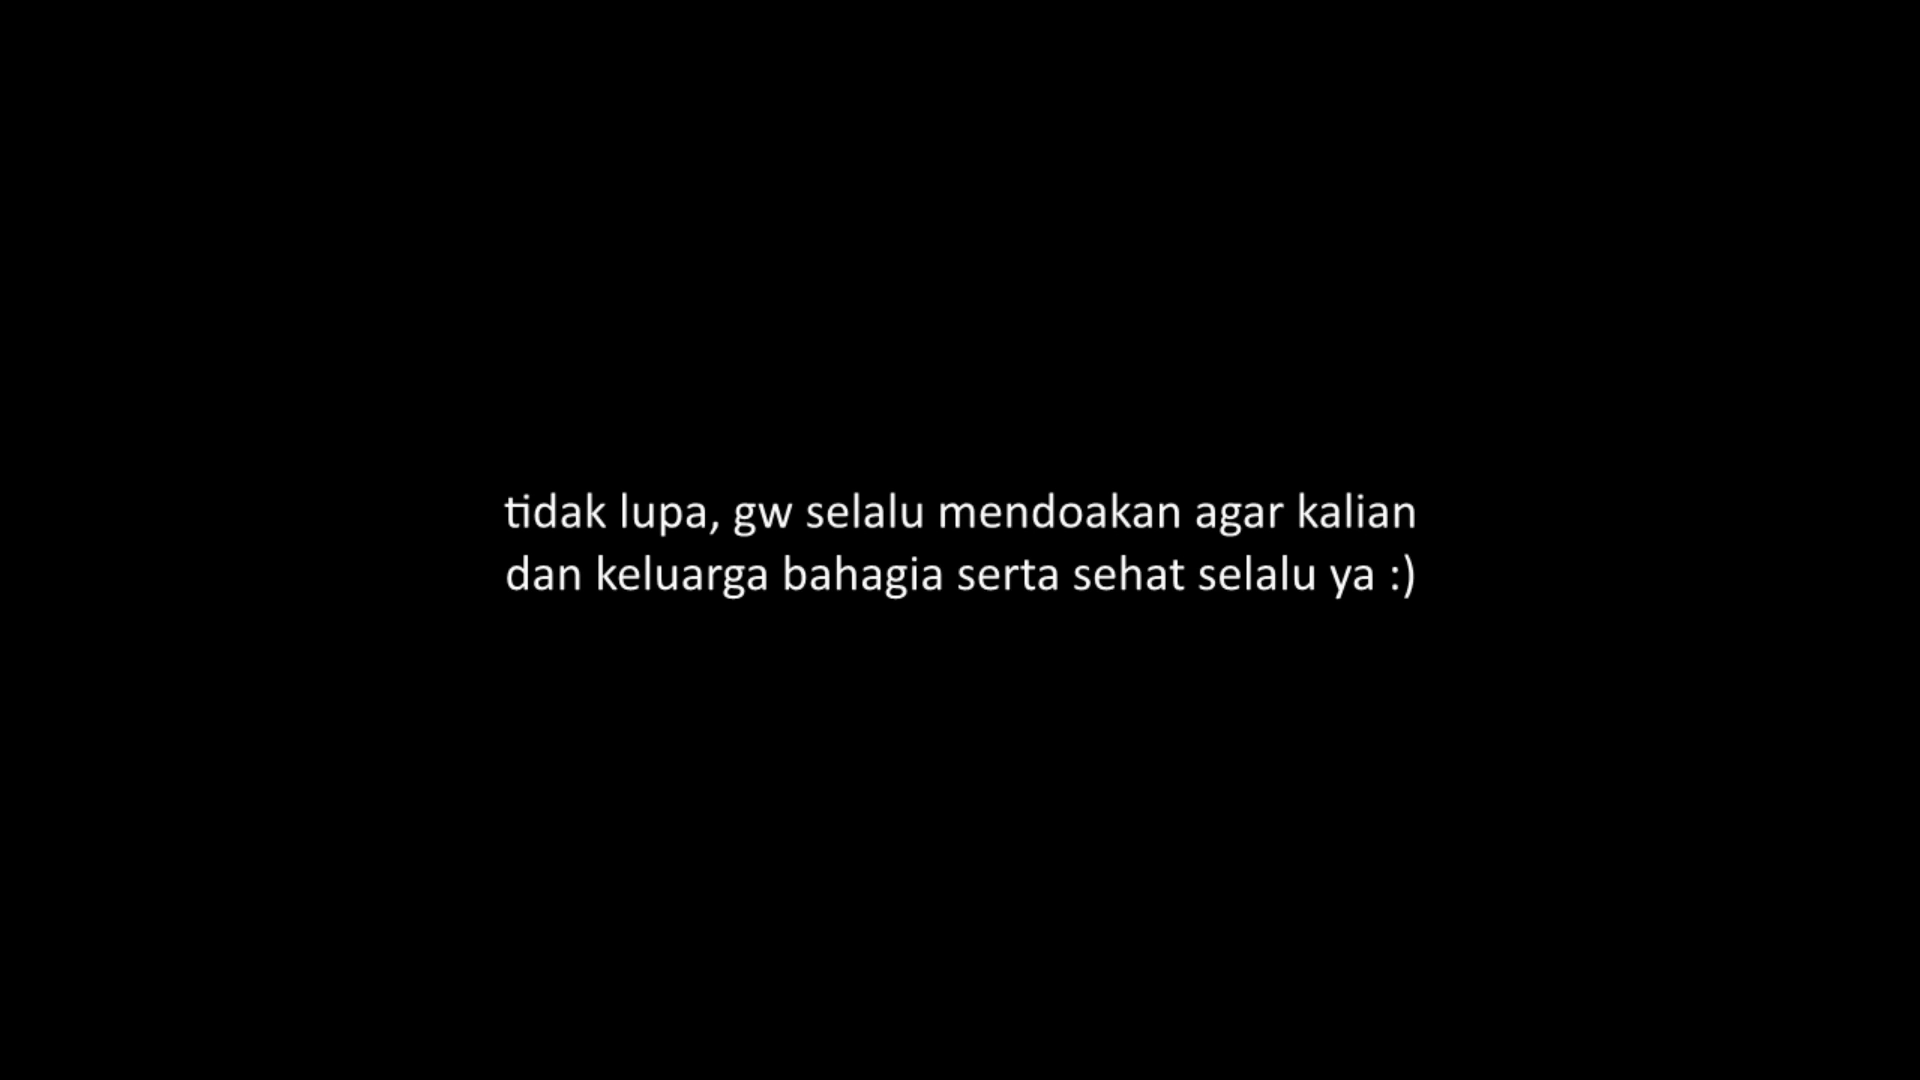 tidak lupa, gw selalu mendoakan agar kalian
dan keluarga bahagia serta sehat selalu ya :)